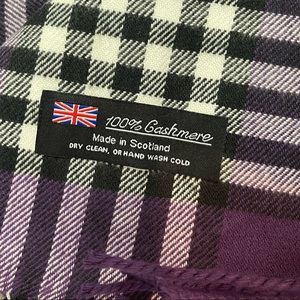 100% Cashmere
Made in Scotland
DRY CLEAN, OR HAND WASH COLD